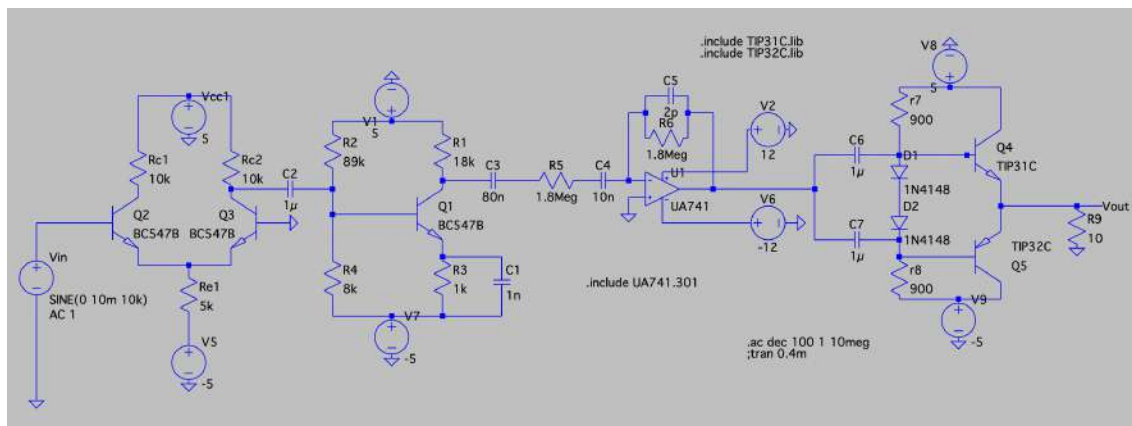 .include TIP31C.lib
.include TIP32C.lib
V8
5
Vcc1
5
V1
5
C5
2p
R6
1.8Meg
V2
12
r7
900
Rc1
10k
Rc2
10k
R2
89k
R1
18k
C3
80n
R5
1.8Meg
C4
10n
U1
UA741
C6
1µ
D1
1N4148
Q4
TIP31C
C2
1µ
Q2
BC547B
Q3
BC547B
Q1
BC547B
D2
1N4148
Vout
R9
10
V6
-12
C7
1µ
TIP32C
Q5
Vin
SINE(0 10m 10k)
AC 1
Re1
5k
R4
8k
R3
1k
C1
1n
.include UA741.301
r8
900
V5
-5
V7
-5
V9
-5
.ac dec 100 1 10meg
;tran 0.4m